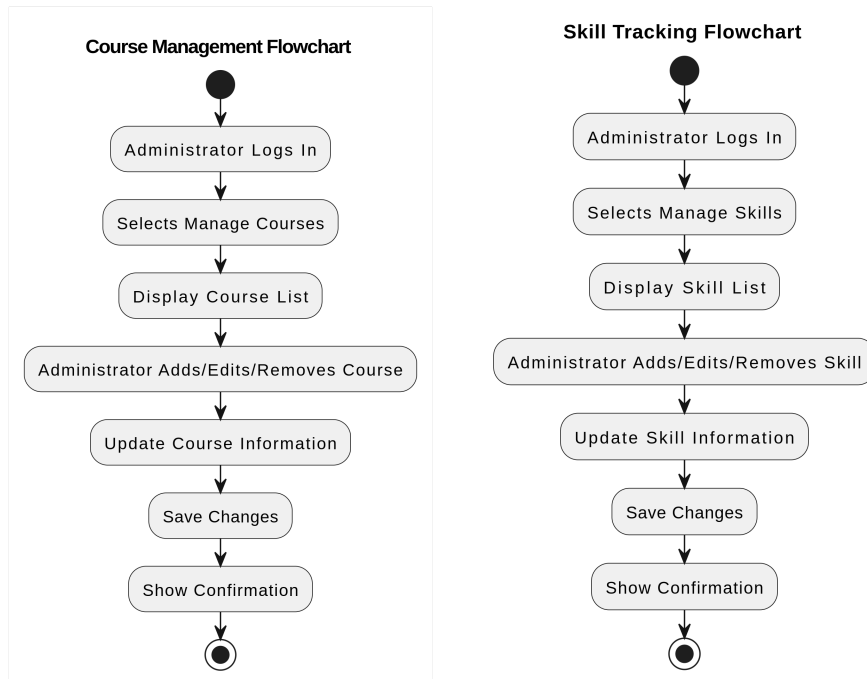 Course Management Flowchart
Administrator Logs In
Selects Manage Courses
Display Course List
Administrator Adds/Edits/Removes Course
Update Course Information
Save Changes
Show Confirmation
Skill Tracking Flowchart
Administrator Logs In
Selects Manage Skills
Display Skill List
Administrator Adds/Edits/Removes Skill
Update Skill Information
Save Changes
Show Confirmation